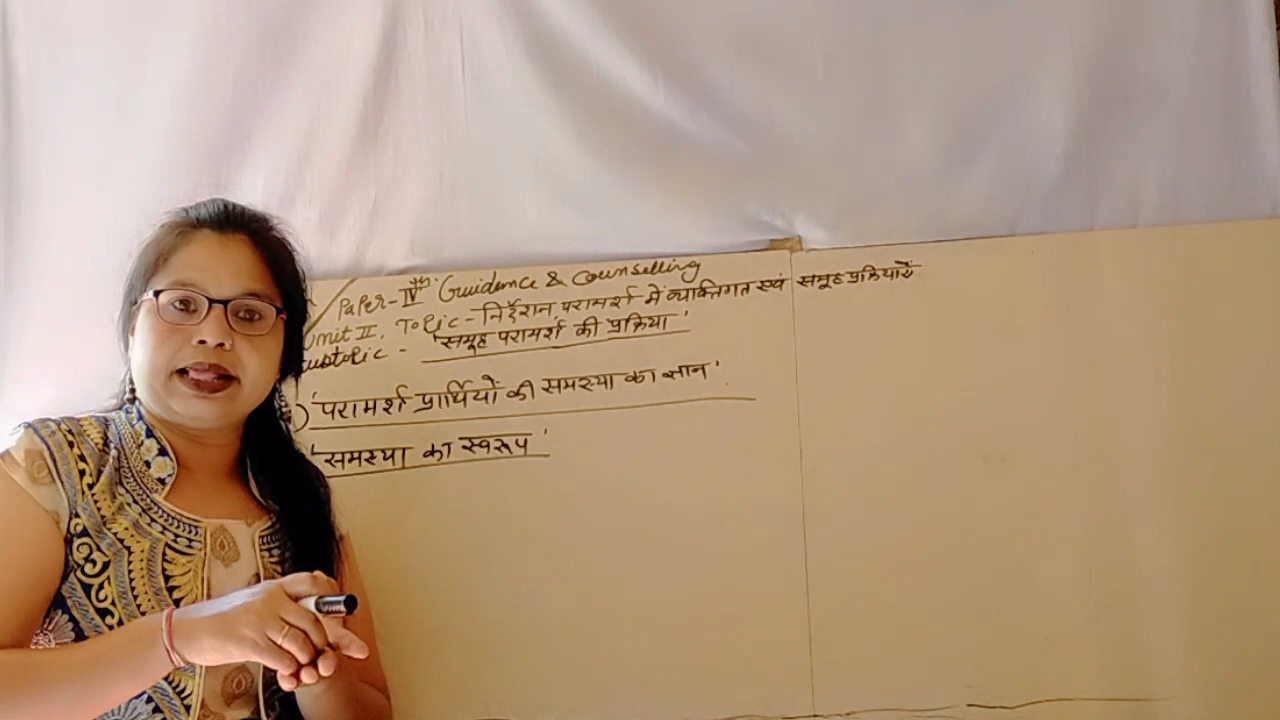 Paper-IVth: Guidence & Counselling
Unit II. Topic - निर्देशन, परामर्श में व्यक्तिगत एवं समूह प्रक्रियायें
Subtopic - 'समूह परामर्श की प्रक्रिया'
'परामर्श प्रार्थियों की समस्या का ज्ञान'
'समस्या का स्वरूप'